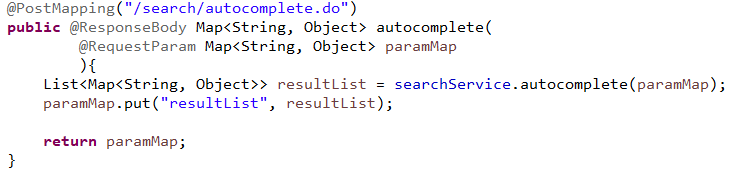 @PostMapping("/search/autocomplete.do")
public @ResponseBody Map<String, Object> autocomplete(
        @RequestParam Map<String, Object> paramMap
        ){
    List<Map<String, Object>> resultList = searchService.autocomplete(paramMap);
    paramMap.put("resultList", resultList);

    return paramMap;
}